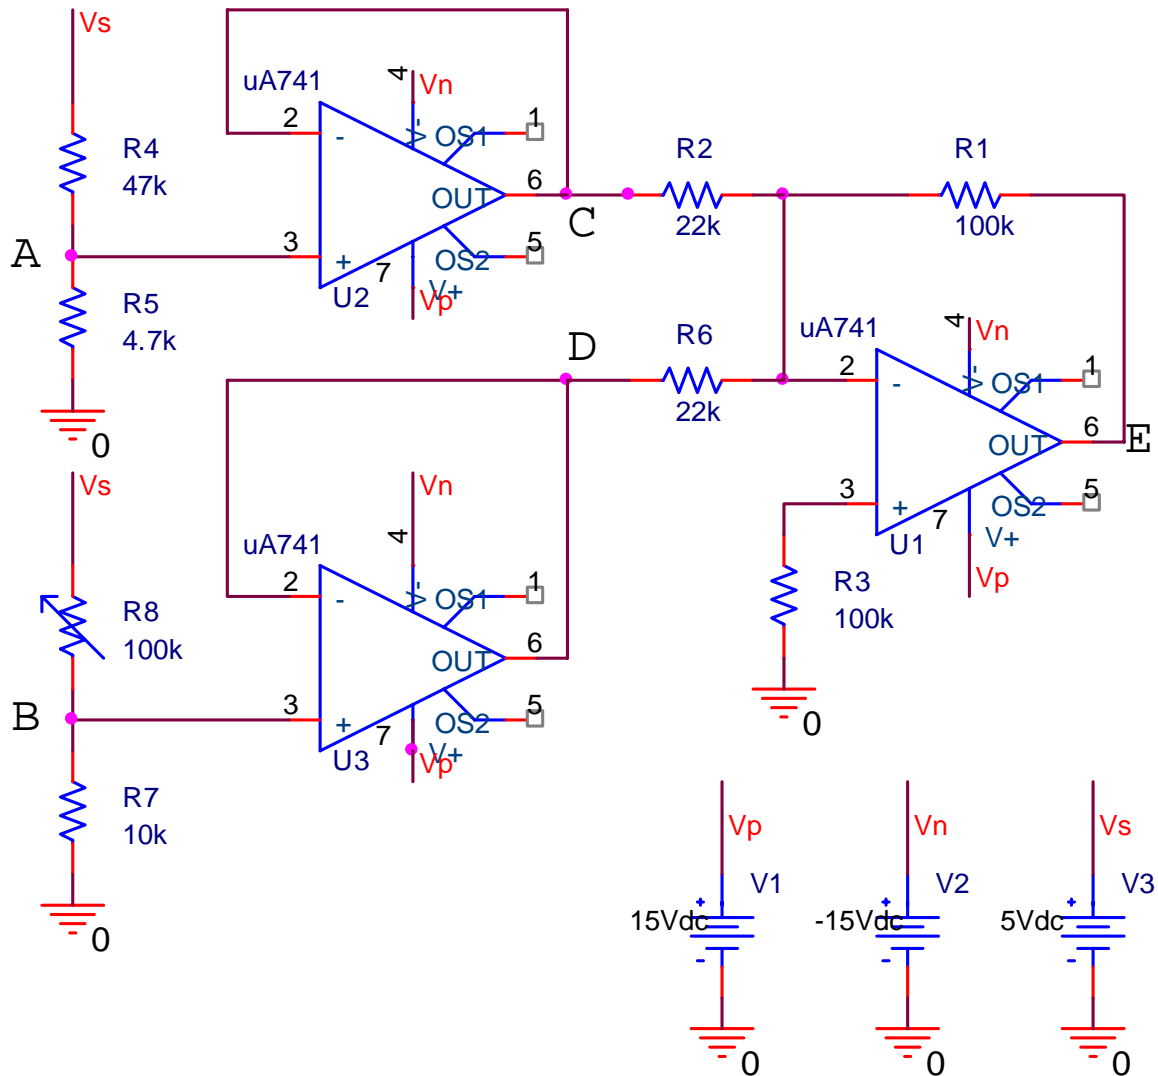 Vs
uA741
4
Vn
2
-
V-
OS1
1
R4
47k
OUT
6
C
R2
22k
R1
100k
A
3
+
7
OS2
5
V+
U2
Vp
R5
4.7k
0
D
R6
22k
uA741
4
Vn
2
-
V-
OS1
1
OUT
6
E
3
+
7
OS2
5
V+
U1
Vp
R3
100k
0
Vs
Vn
4
uA741
2
-
V-
OS1
1
R8
100k
OUT
6
B
3
+
7
OS2
5
V+
U3
Vp
R7
10k
0
Vp
Vn
Vs
V1
V2
V3
+
+
+
15Vdc
-15Vdc
5Vdc
-
-
-
0
0
0